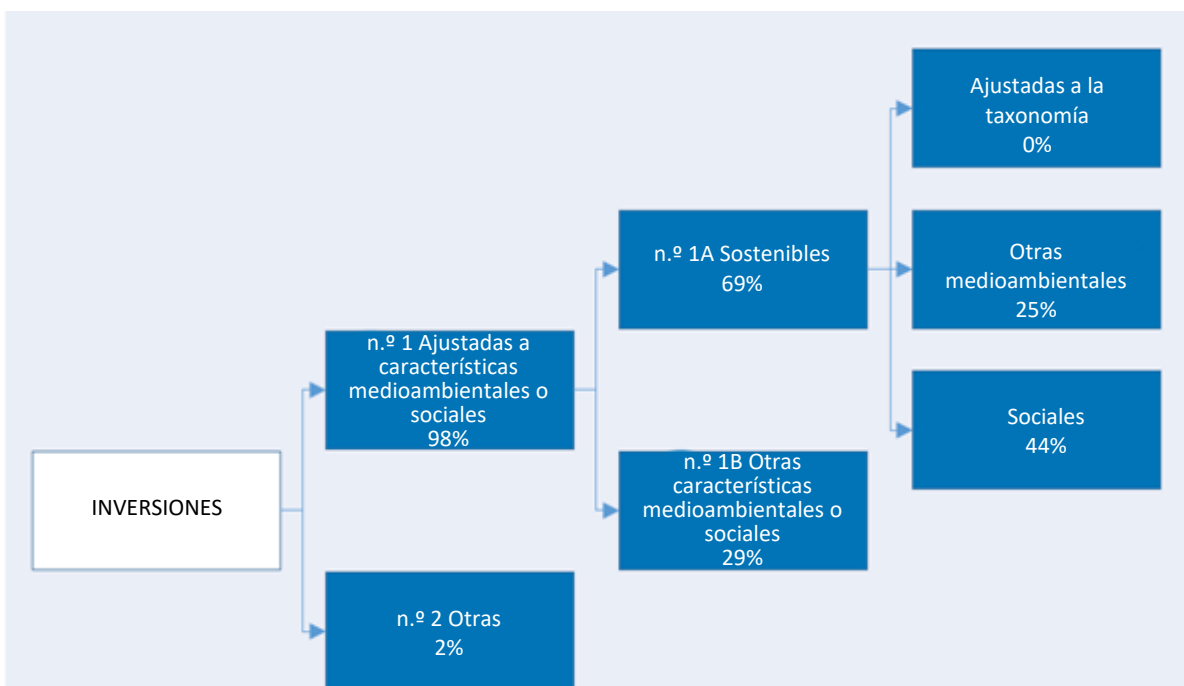 INVERSIONES
n.º 1 Ajustadas a
características
medioambientales o
sociales
98%
n.º 2 Otras
2%
n.º 1A Sostenibles
69%
n.º 1B Otras
características
medioambientales o
sociales
29%
Ajustadas a la
taxonomía
0%
Otras
medioambientales
25%
Sociales
44%